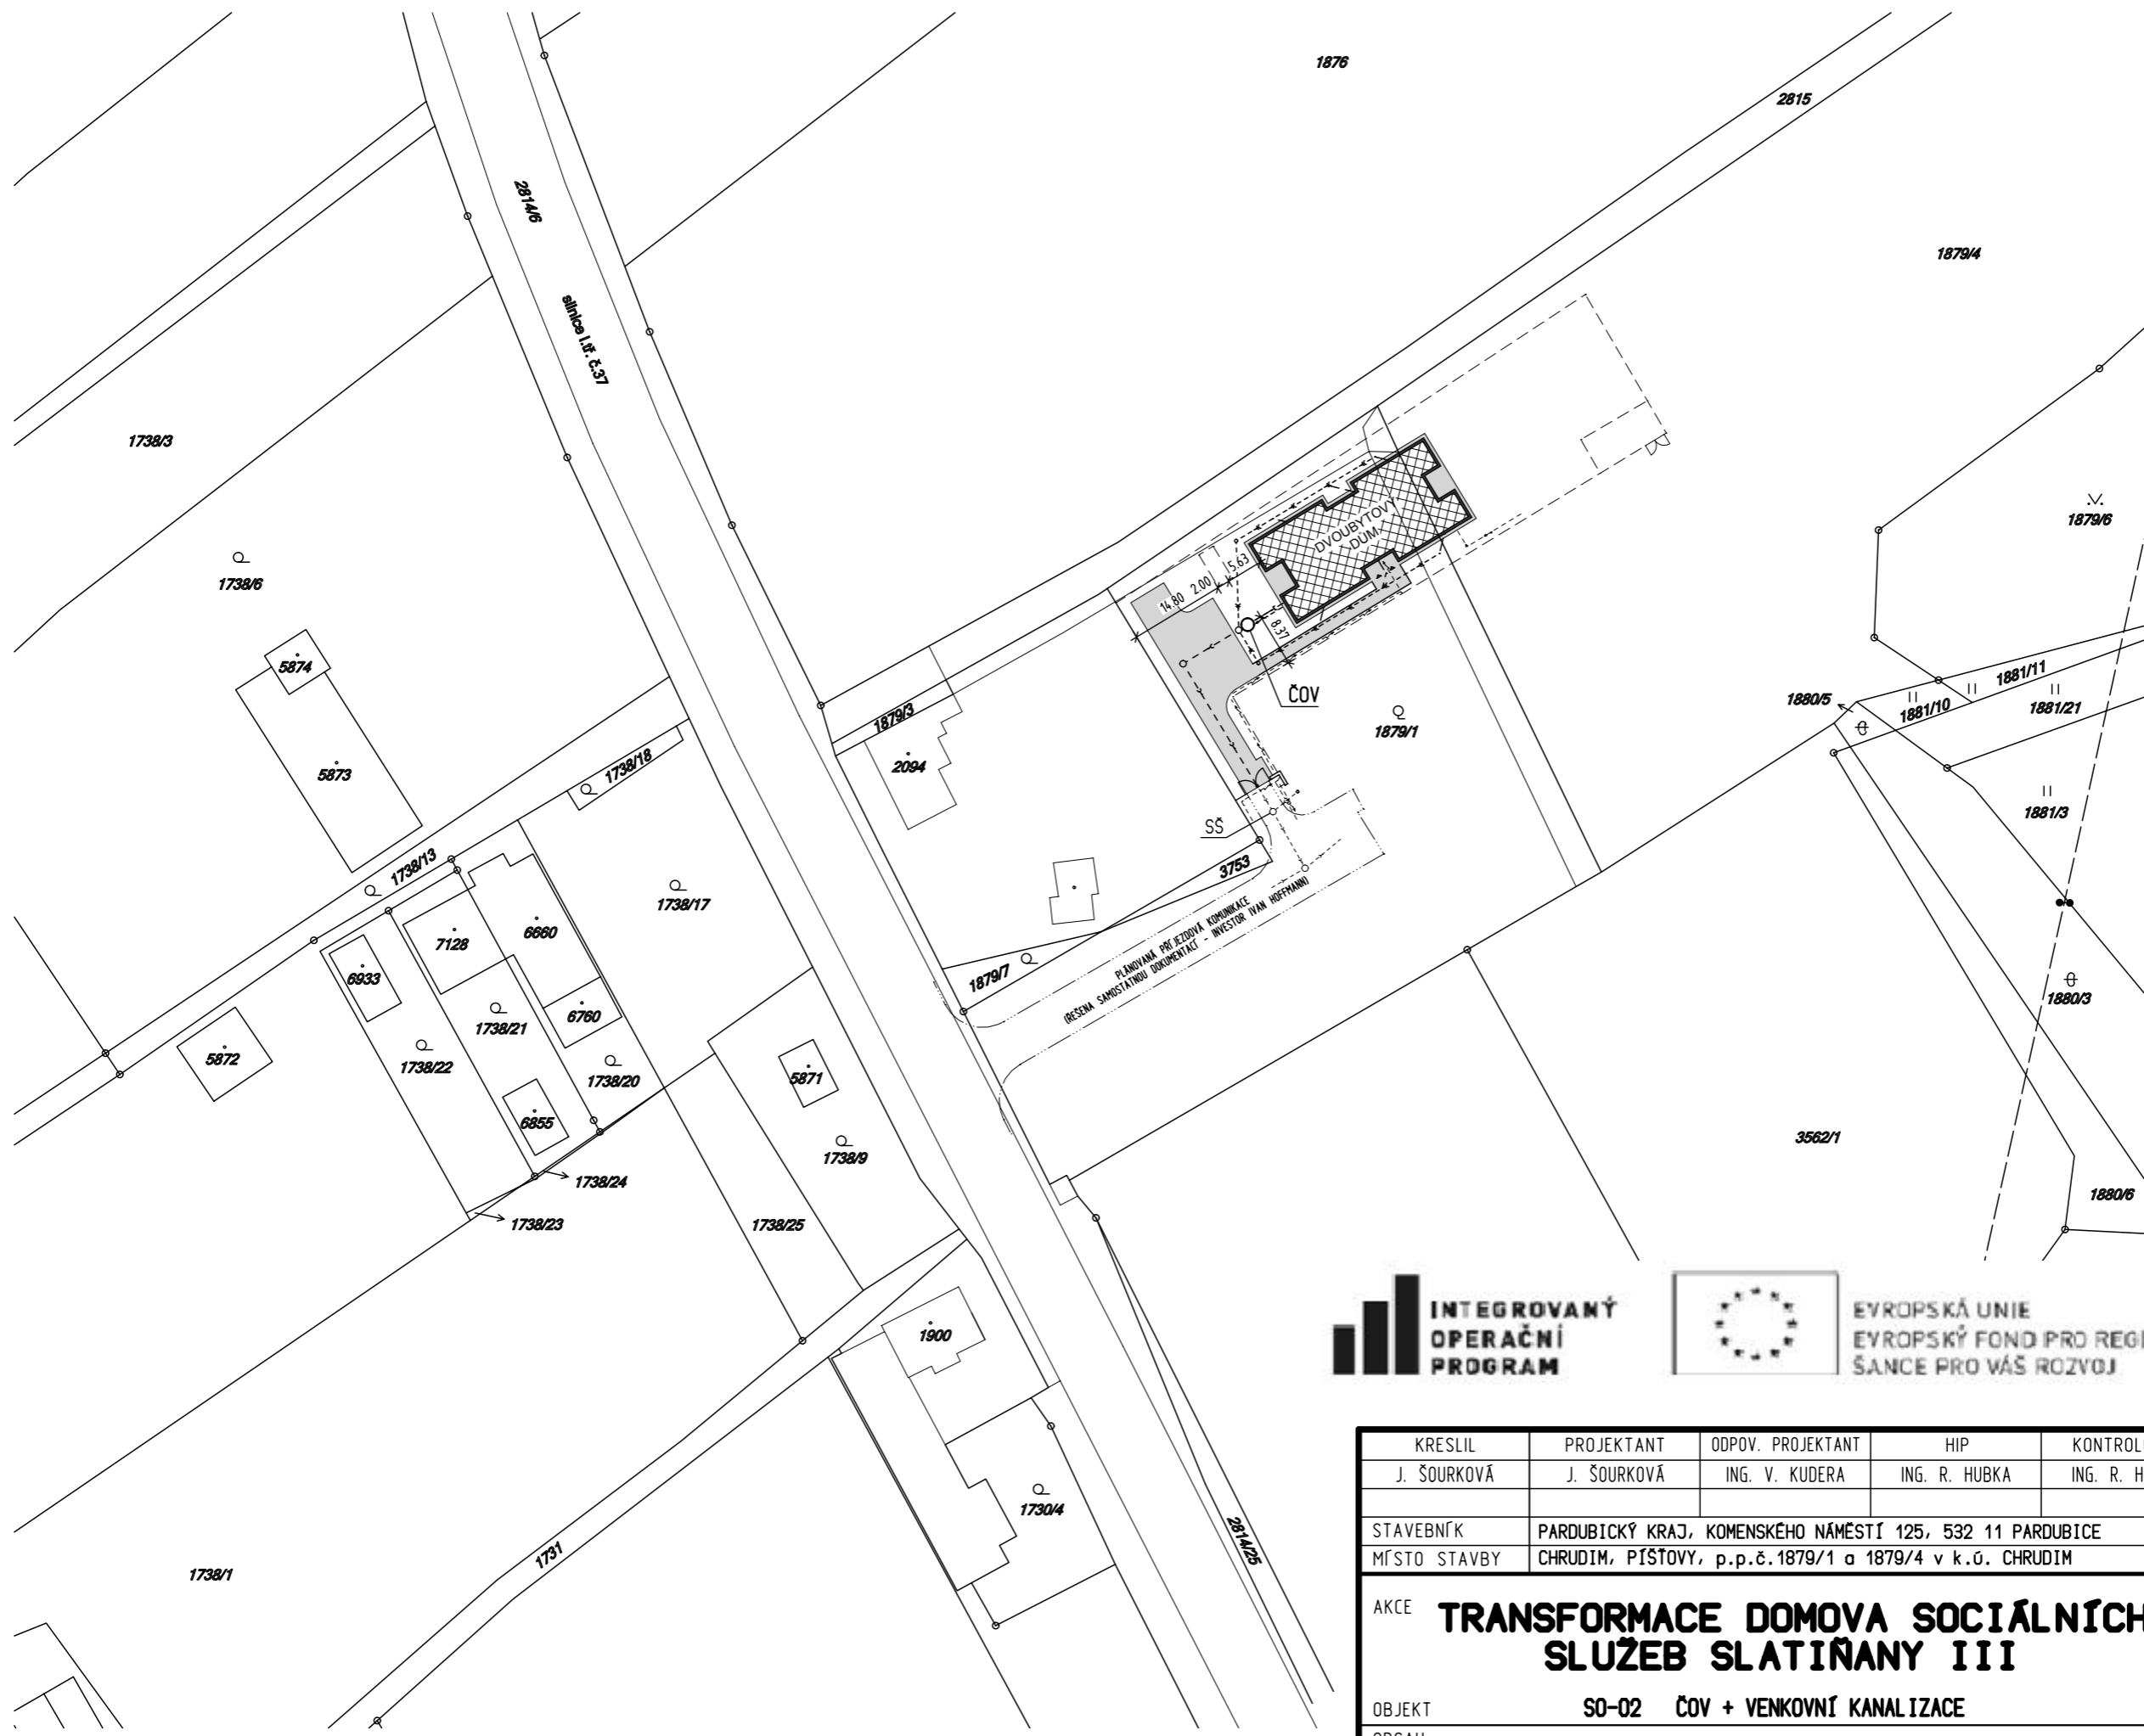 1876
2815
2814/6
1879/4
silnice I.tř. č.37
1738/3
1879/6
1738/6
DVOUBYTOVÝ
DŮM
5.63
2.00
14.80
8.37
5874
5873
1881/11
1880/5
1881/10
1881/21
ČOV
1879/3
1879/1
2094
1738/18
1881/3
SŠ
1738/13
3753
1738/17
PLÁNOVANÁ PŘÍJEZDOVÁ KOMUNIKACE
(ŘEŠENA SAMOSTATNOU DOKUMENTACÍ - INVESTOR IVAN HOFFMANN)
7128
6660
6933
1879/7
1880/3
6760
1738/21
5872
1738/22
1738/20
5871
6855
3562/1
1738/9
1738/24
1880/6
1738/23
1738/25
INTEGROVANÝ
OPERAČNÍ
PROGRAM
EVROPSKÁ UNIE
EVROPSKÝ FOND PRO REGI
ŠANCE PRO VÁŠ ROZVOJ
1900
KRESLIL PROJEKTANT ODPOV. PROJEKTANT HIP KONTROL
J. ŠOURKOVÁ J. ŠOURKOVÁ ING. V. KUDERA ING. R. HUBKA ING. R. H
1730/4
STAVEBNÍK PARDUBICKÝ KRAJ, KOMENSKÉHO NÁMĚSTÍ 125, 532 11 PARDUBICE
MÍSTO STAVBY CHRUDIM, PÍŠŤOVY, p.p.č.1879/1 a 1879/4 v k.ú. CHRUDIM
2814/25
1731
1738/1
AKCE TRANSFORMACE DOMOVA SOCIÁLNÍCH
SLUŽEB SLATIŇANY III
OBJEKT SO-02 ČOV + VENKOVNÍ KANALIZACE